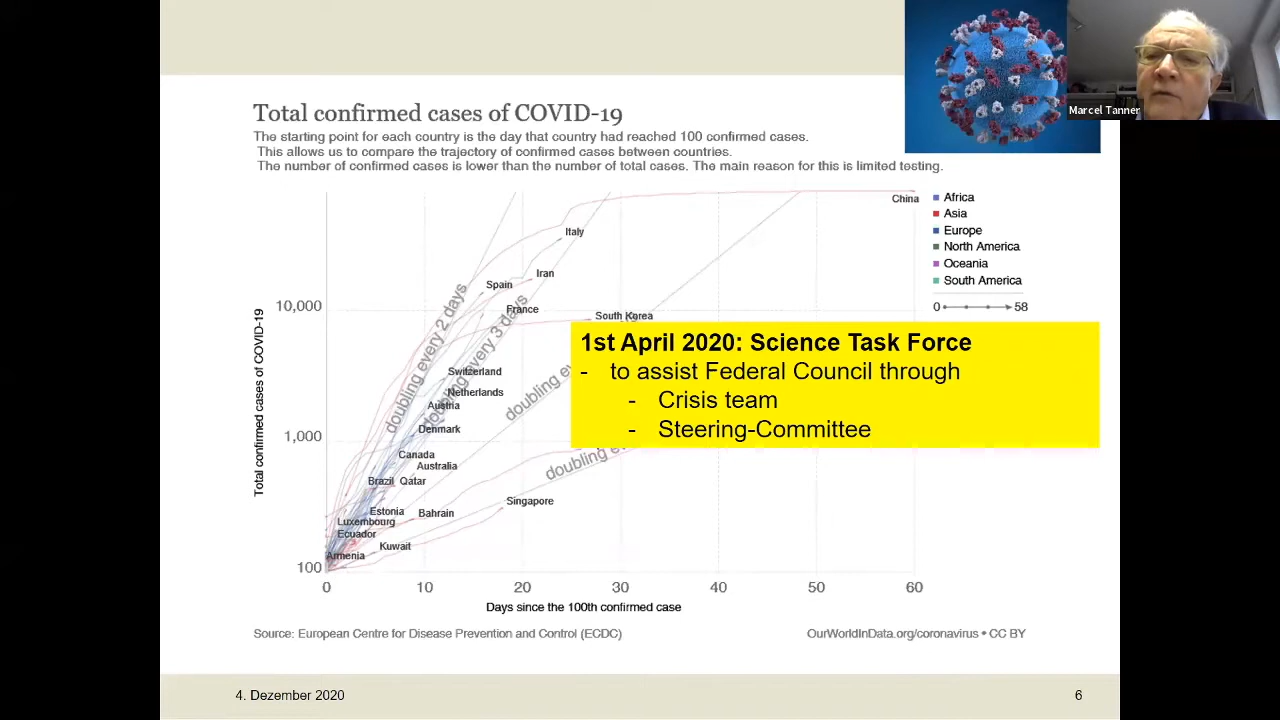 Marcel Tanner
Total confirmed cases of COVID-19
The starting point for each country is the day that country had reached 100 confirmed cases.
This allows us to compare the trajectory of confirmed cases between countries.
The number of confirmed cases is lower than the number of total cases. The main reason for this is limited testing.
China
Africa
Asia
Europe
North America
Oceania
South America
0 58
Italy
Iran
Spain
France
South Korea
10,000
doubling every 2 days
doubling every 3 days
doubling
doubling
1st April 2020: Science Task Force
- to assist Federal Council through
- Crisis team
- Steering-Committee
Switzerland
Netherlands
Austria
Denmark
1,000
Canada
Australia
Brazil Qatar
Singapore
Estonia
Bahrain
Luxembourg
Ecuador
Kuwait
Armenia
100
Total confirmed cases of COVID-19
0 10 20 30 40 50 60
Days since the 100th confirmed case
Source: European Centre for Disease Prevention and Control (ECDC)
OurWorldInData.org/coronavirus • CC BY
4. Dezember 2020
6